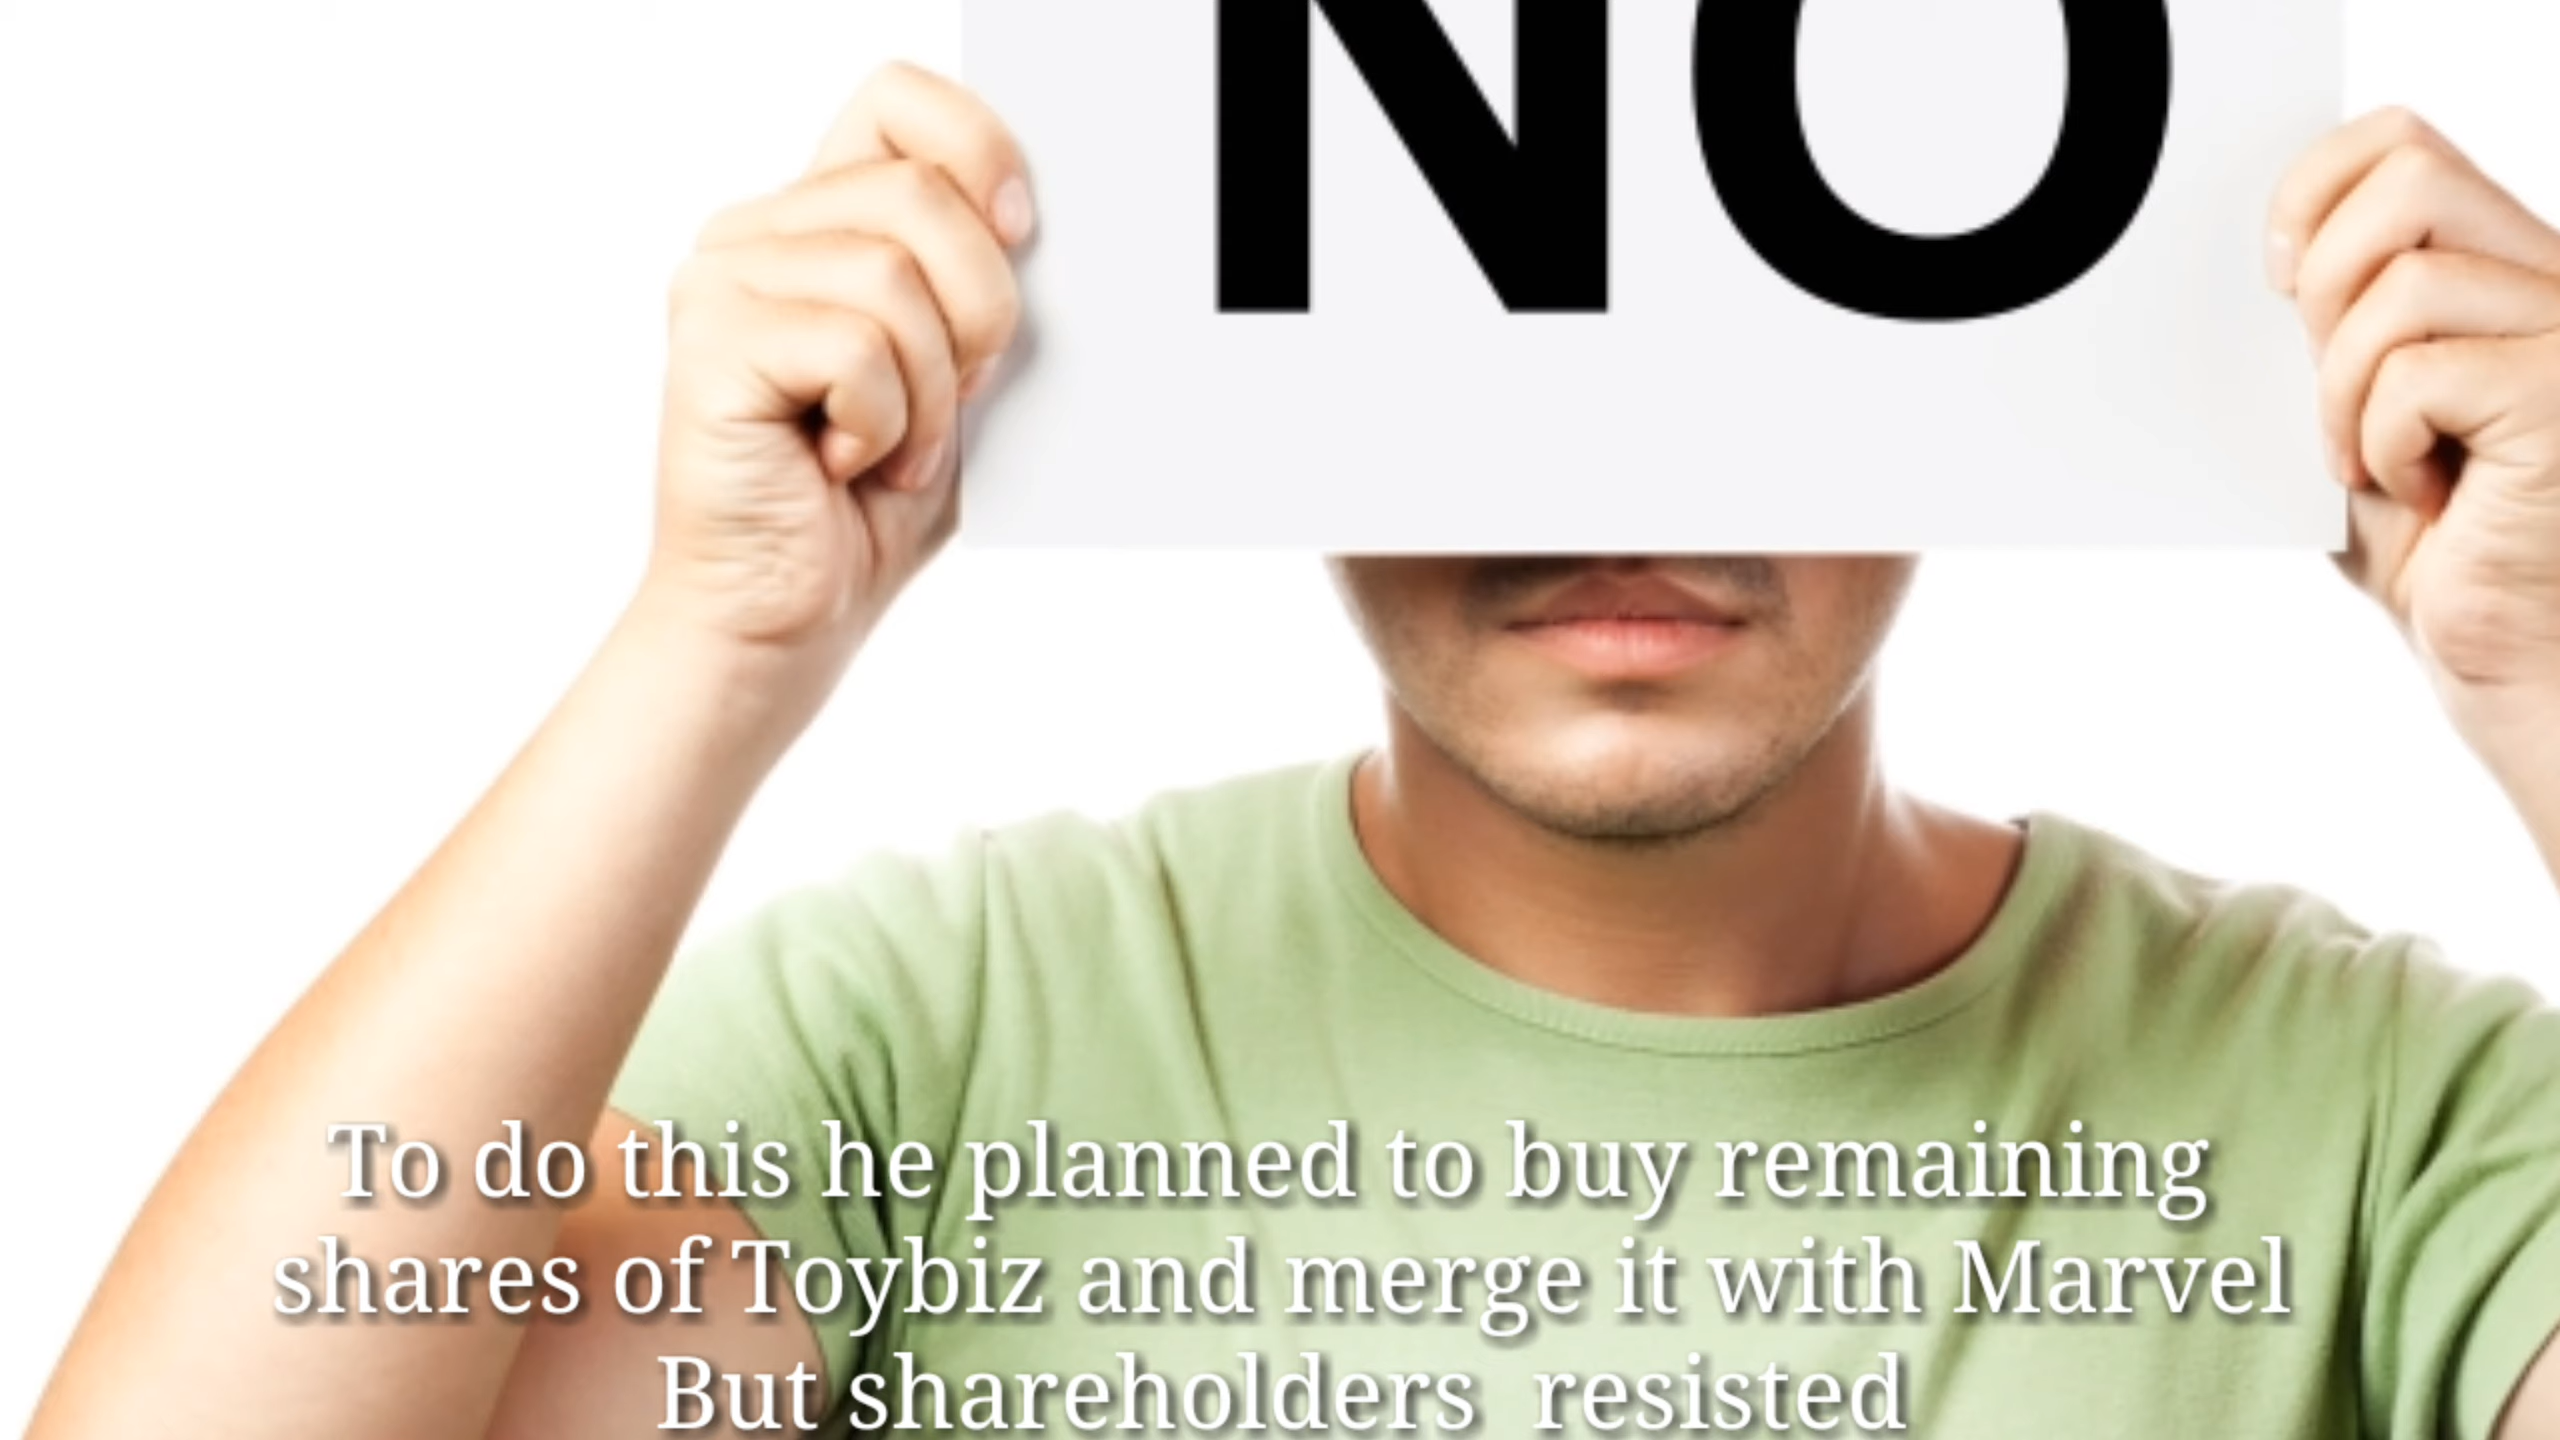 NO
To do this he planned to buy remaining
shares of Toybiz and merge it with Marvel
But shareholders  resisted